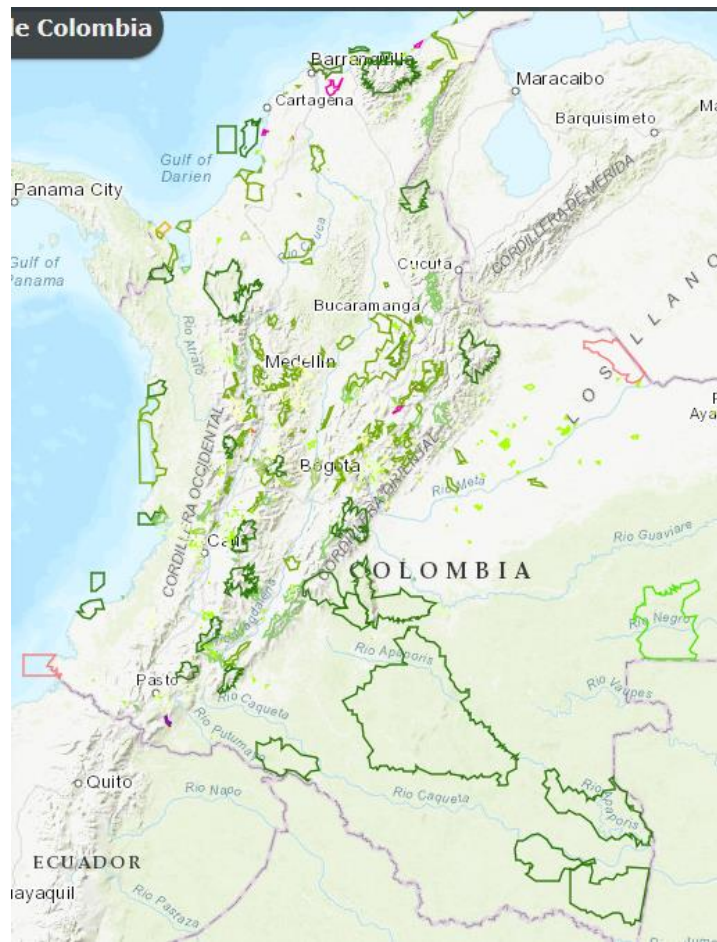 le Colombia
Barranquilla
Maracaibo
Cartagena
Barquisimeto
Ma
Gulf of
Darien
Panama City
CORDILLERA DE MERIDA
Rio Cauca
Gulf of
Panama
Cucuta
Bucaramanga
LOS LLANO
Rio Atrato
Medellin
Aya
CORDILLERA OCCIDENTAL
Bogota
CORDILLERA ORIENTAL
Rio Meta
Rio Guaviare
Cali
COLOMBIA
Rio Magdalena
Rio Negro
Rio Apaporis
Pasto
Rio Vaupes
Rio Caqueta
Rio Putumayo
Quito
Rio Napo
Rio Caqueta
Rio Apaporis
ECUADOR
ayaquil
Rio Pastaza